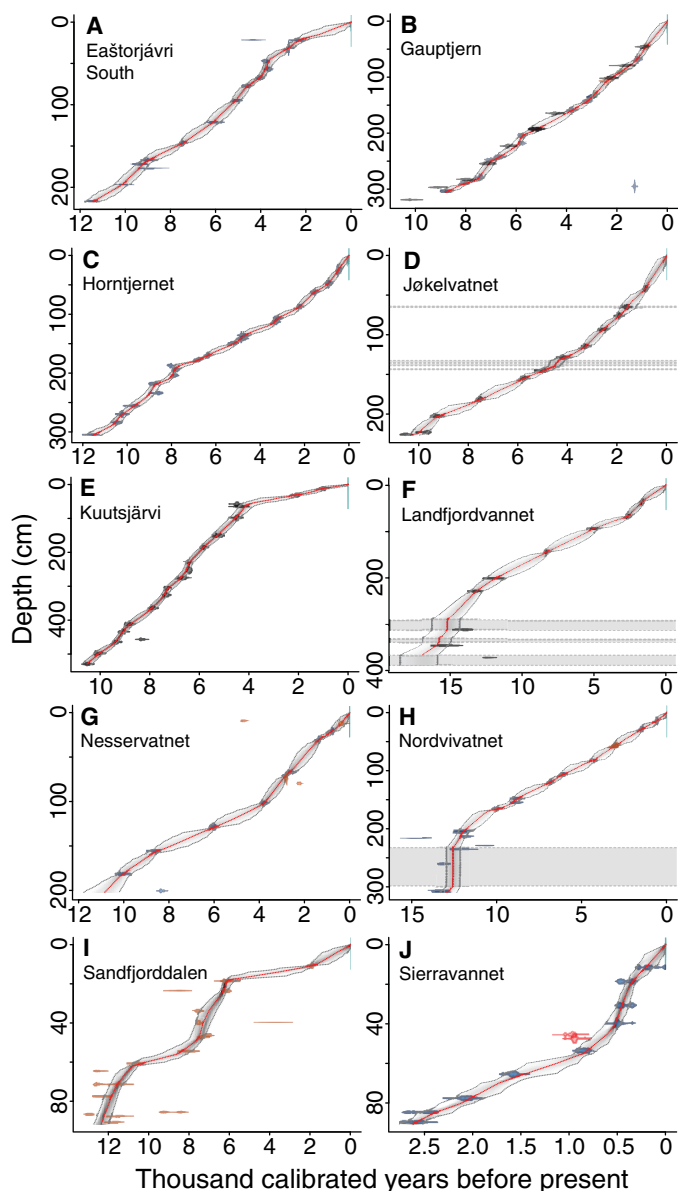 A
Eaštorjávri
South
0
100
200
12 10 8 6 4 2 0
B
Gauptjern
0
100
200
300
10 8 6 4 2 0
C
Horntjernet
0
100
200
300
12 10 8 6 4 2 0
D
Jøkelvatnet
0
100
200
10 8 6 4 2 0
E
Kuutsjärvi
0
200
400
10 8 6 4 2 0
F
Landfjordvannet
0
200
400
15 10 5 0
G
Nesservatnet
0
100
200
10 8 6 4 2 0
H
Nordvivatnet
0
100
200
300
15 10 5 0
I
Sandfjorddalen
0
40
80
12 10 8 6 4 2 0
J
Sierravannet
0
40
80
2.5 2.0 1.5 1.0 0.5 0
Depth (cm)
Thousand calibrated years before present